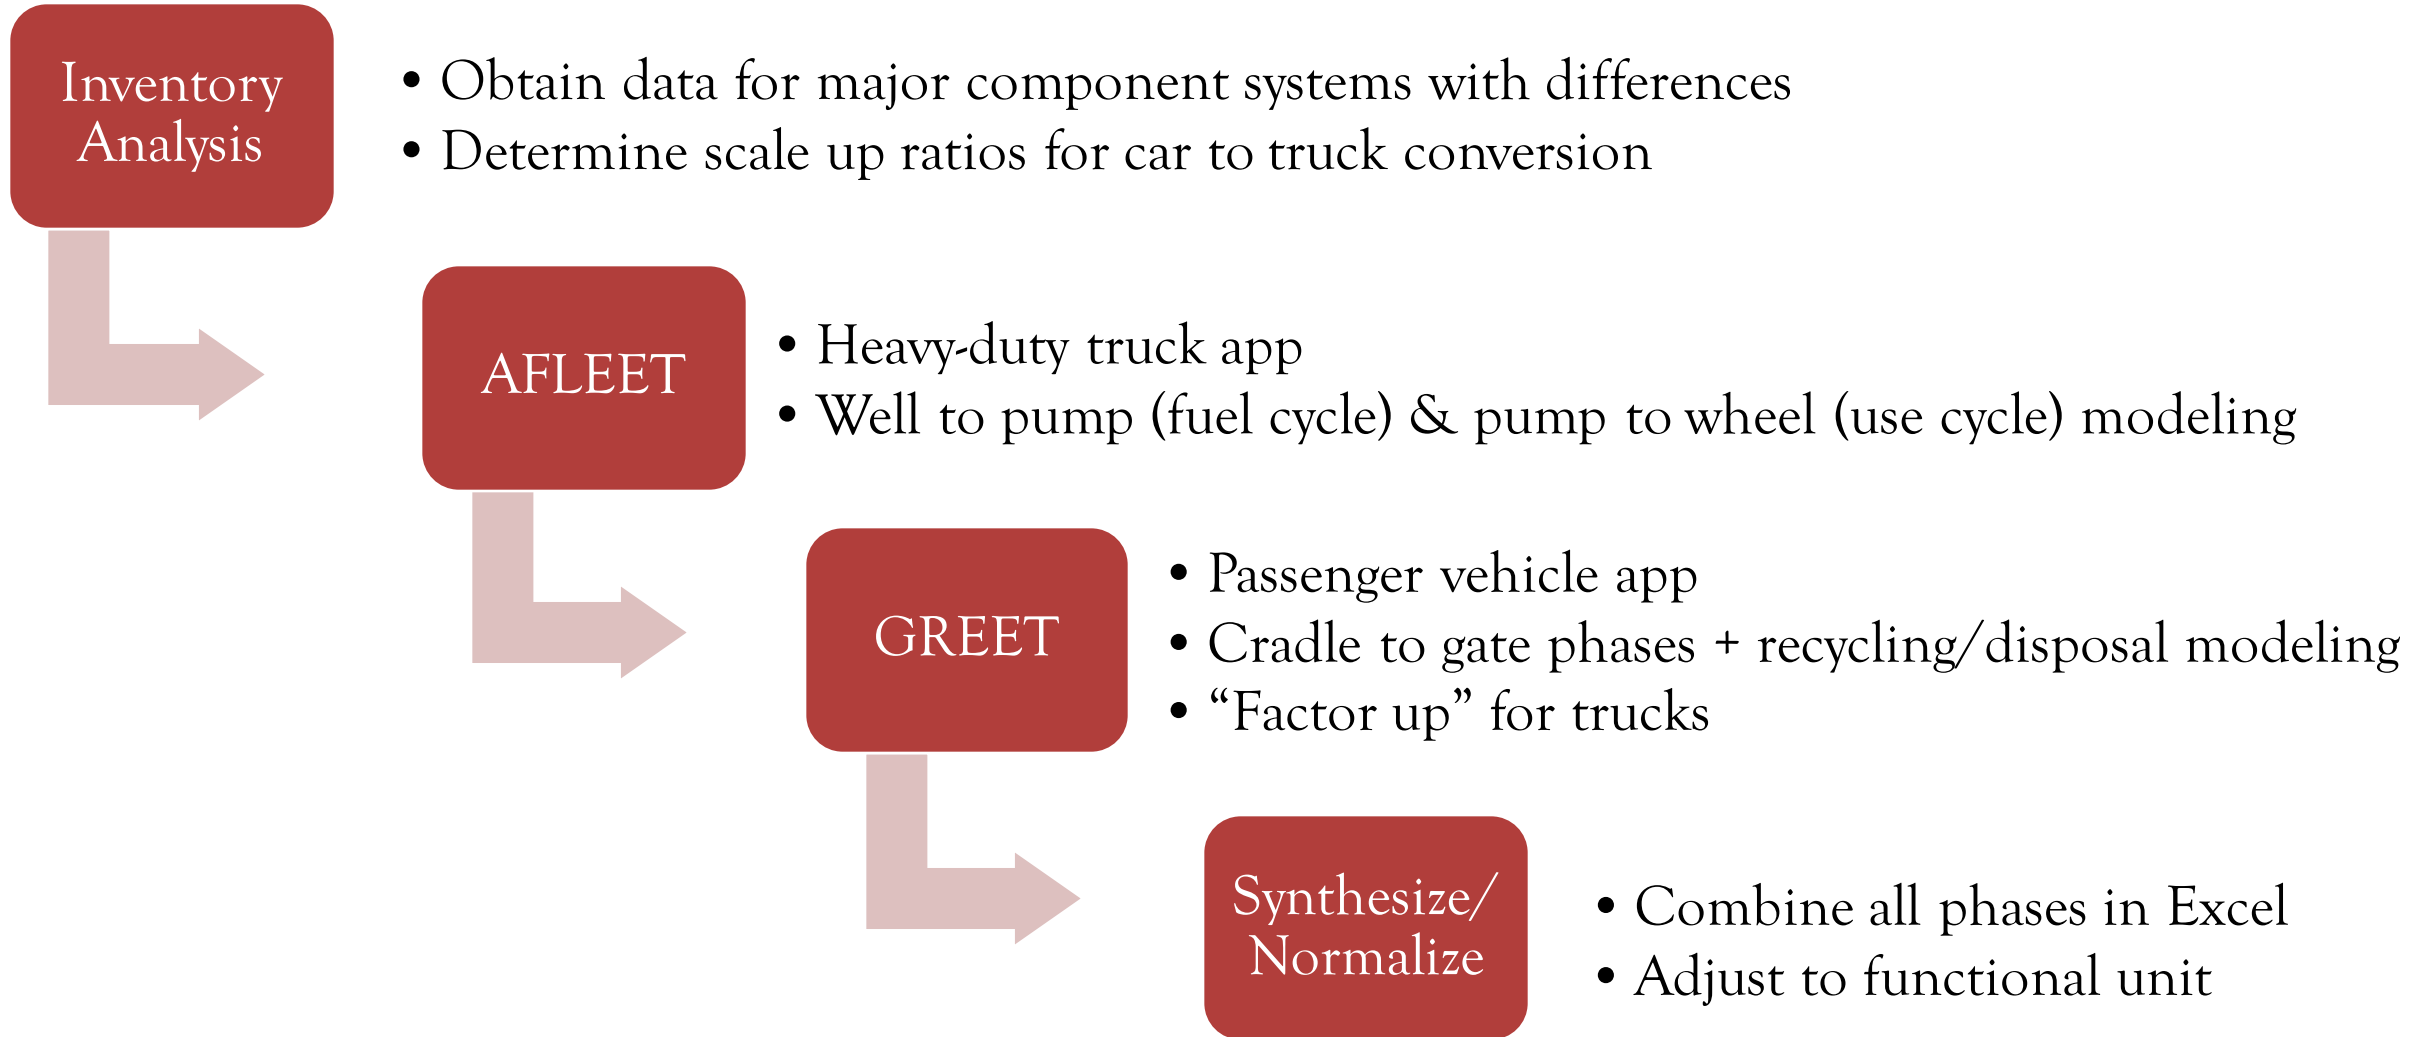 Inventory
Analysis
• Obtain data for major component systems with differences
• Determine scale up ratios for car to truck conversion
AFLEET
• Heavy-duty truck app
• Well to pump (fuel cycle) & pump to wheel (use cycle) modeling
GREET
• Passenger vehicle app
• Cradle to gate phases + recycling/disposal modeling
• “Factor up” for trucks
Synthesize/
Normalize
• Combine all phases in Excel
• Adjust to functional unit